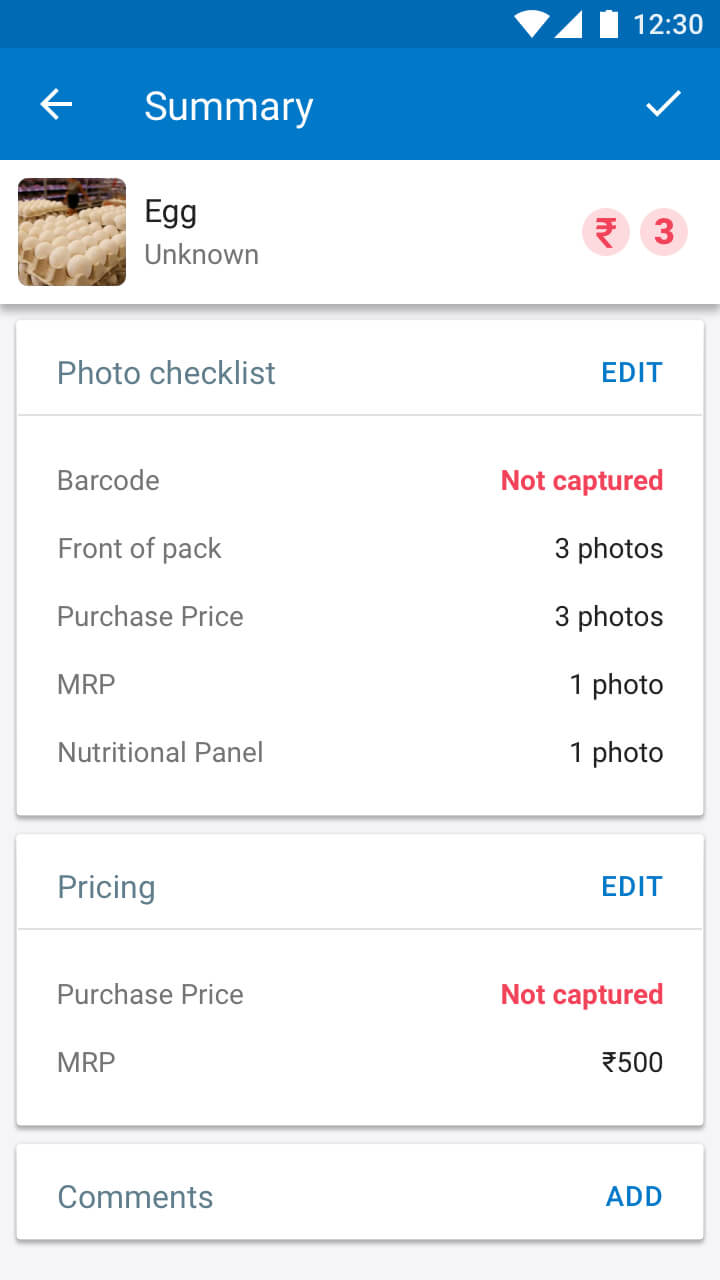 12:30
Summary
Egg
Unknown
₹ 3
Photo checklist EDIT
Barcode Not captured
Front of pack 3 photos
Purchase Price 3 photos
MRP 1 photo
Nutritional Panel 1 photo
Pricing EDIT
Purchase Price Not captured
MRP ₹500
Comments ADD